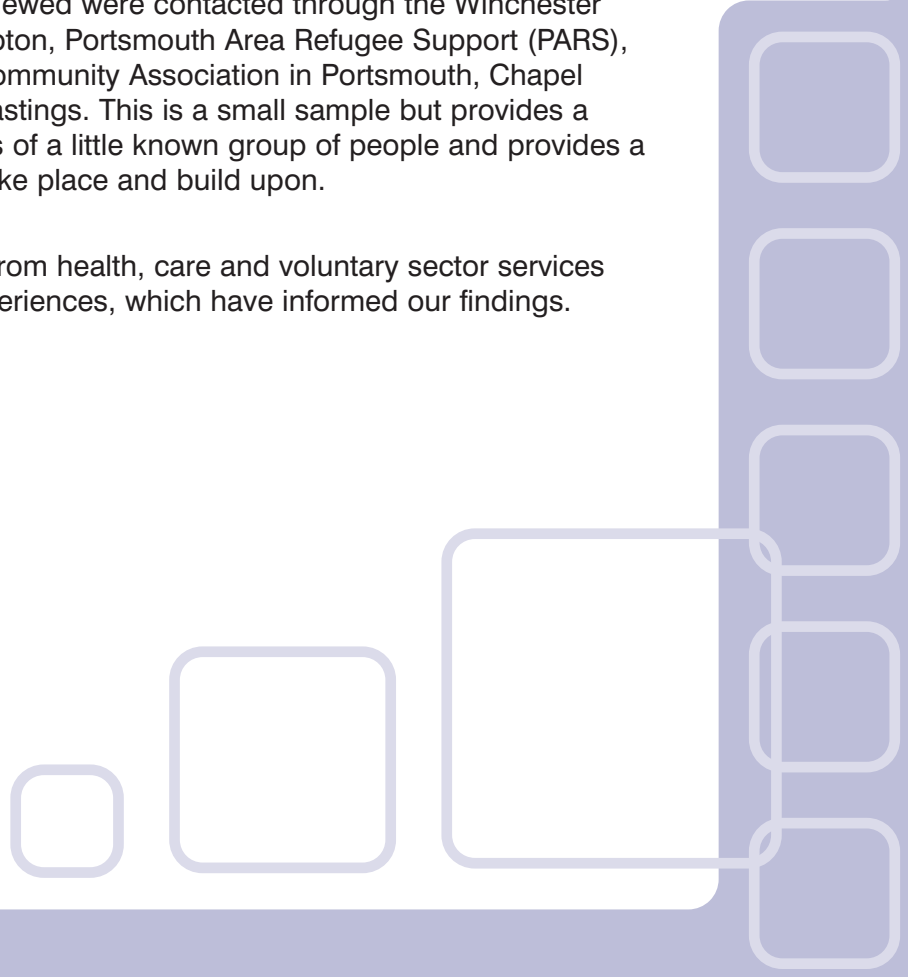 ewed were contacted through the Winchester
pton, Portsmouth Area Refugee Support (PARS),
ommunity Association in Portsmouth, Chapel
astings. This is a small sample but provides a
s of a little known group of people and provides a
ke place and build upon.
rom health, care and voluntary sector services
eriences, which have informed our findings.